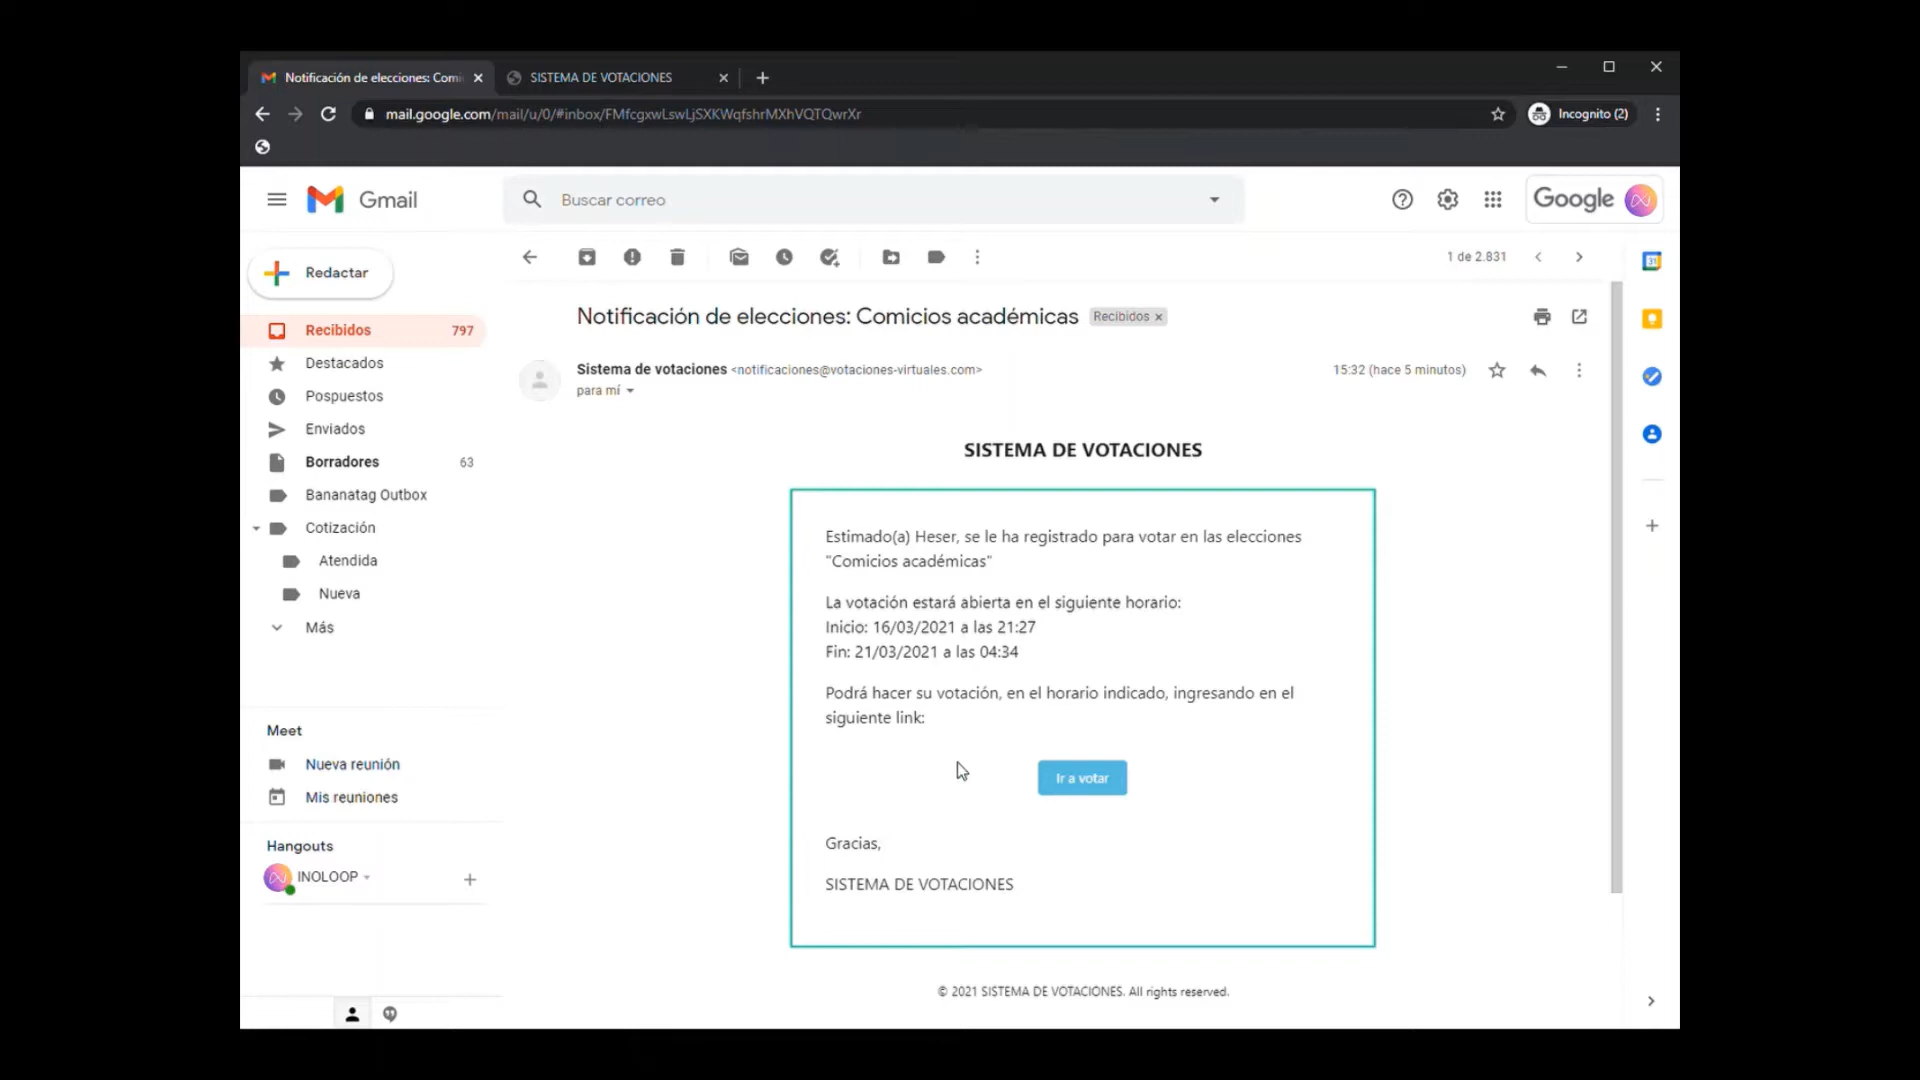 Notificación de elecciones: Comi
SISTEMA DE VOTACIONES
mail.google.com/mail/u/0/#inbox/FMfcgxwLswLjSXKWqfshrMXhVQTQwrXr
Incognito (2)
Gmail
Buscar correo
Google
Redactar
1 de 2.831
Recibidos 797
Destacados
Pospuestos
Enviados
Borradores 63
Bananatag Outbox
Cotización
Atendida
Nueva
Más
Meet
Nueva reunión
Mis reuniones
Hangouts
INOLOOP
Notificación de elecciones: Comicios académicas Recibidos
Sistema de votaciones <notificaciones@votaciones-virtuales.com> 15:32 (hace 5 minutos)
para mí
SISTEMA DE VOTACIONES
Estimado(a) Heser, se le ha registrado para votar en las elecciones
"Comicios académicas"
La votación estará abierta en el siguiente horario:
Inicio: 16/03/2021 a las 21:27
Fin: 21/03/2021 a las 04:34
Podrá hacer su votación, en el horario indicado, ingresando en el
siguiente link:
Ir a votar
Gracias,
SISTEMA DE VOTACIONES
© 2021 SISTEMA DE VOTACIONES. All rights reserved.
31